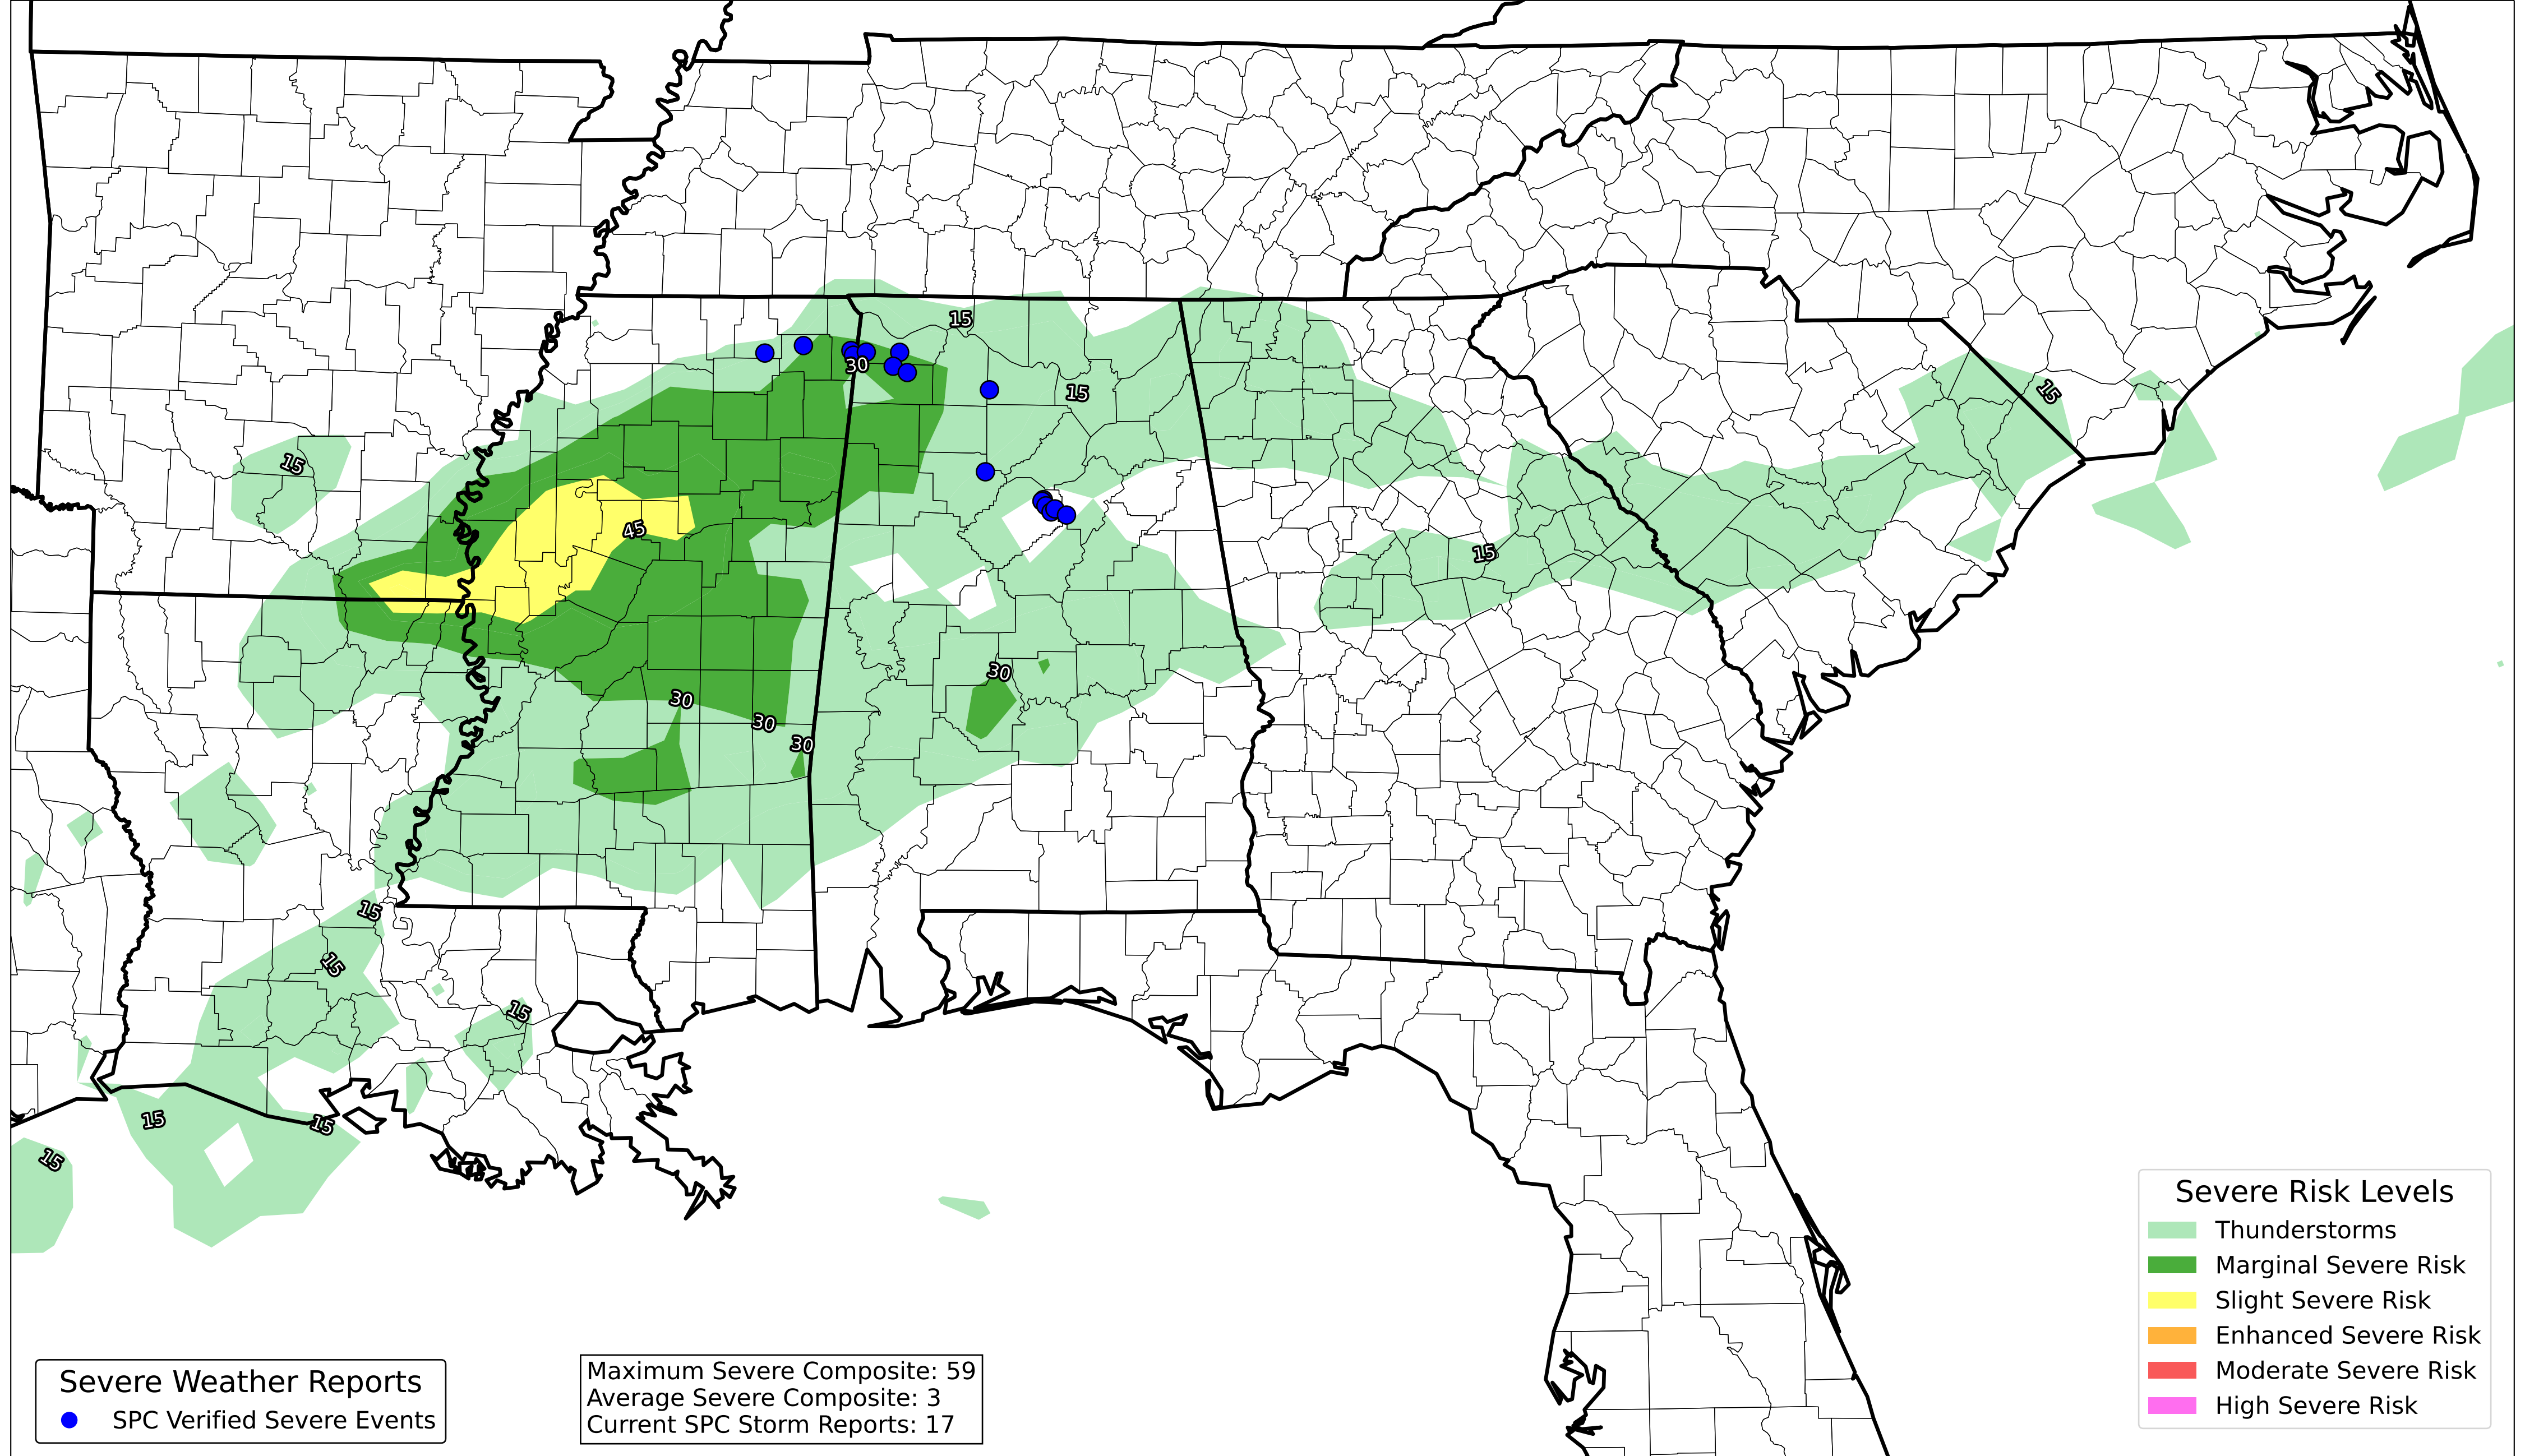 15
30
15
15
15
45
15
30
30
30
30
15
15
15
15
15
15
Severe Risk Levels
Thunderstorms
Marginal Severe Risk
Slight Severe Risk
Enhanced Severe Risk
Moderate Severe Risk
High Severe Risk
Severe Weather Reports
SPC Verified Severe Events
Maximum Severe Composite: 59
Average Severe Composite: 3
Current SPC Storm Reports: 17